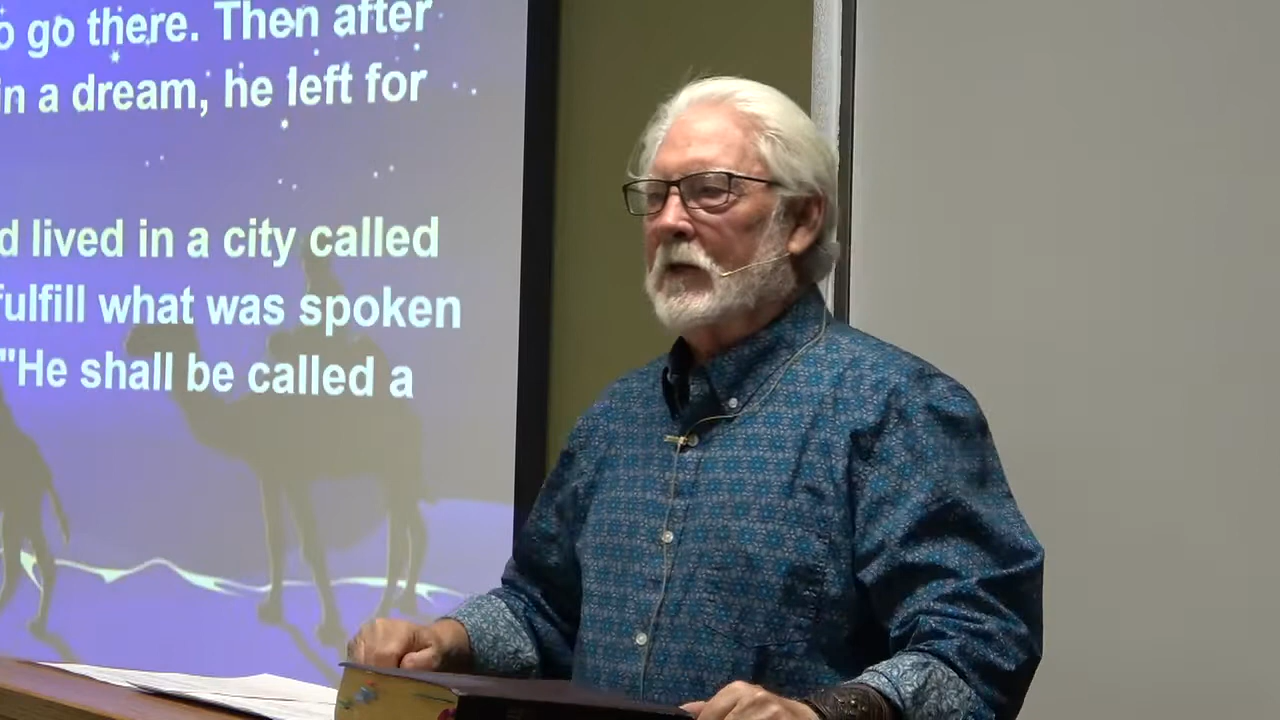 o go there. Then after
in a dream, he left for
d lived in a city called
fulfill what was spoken
"He shall be called a